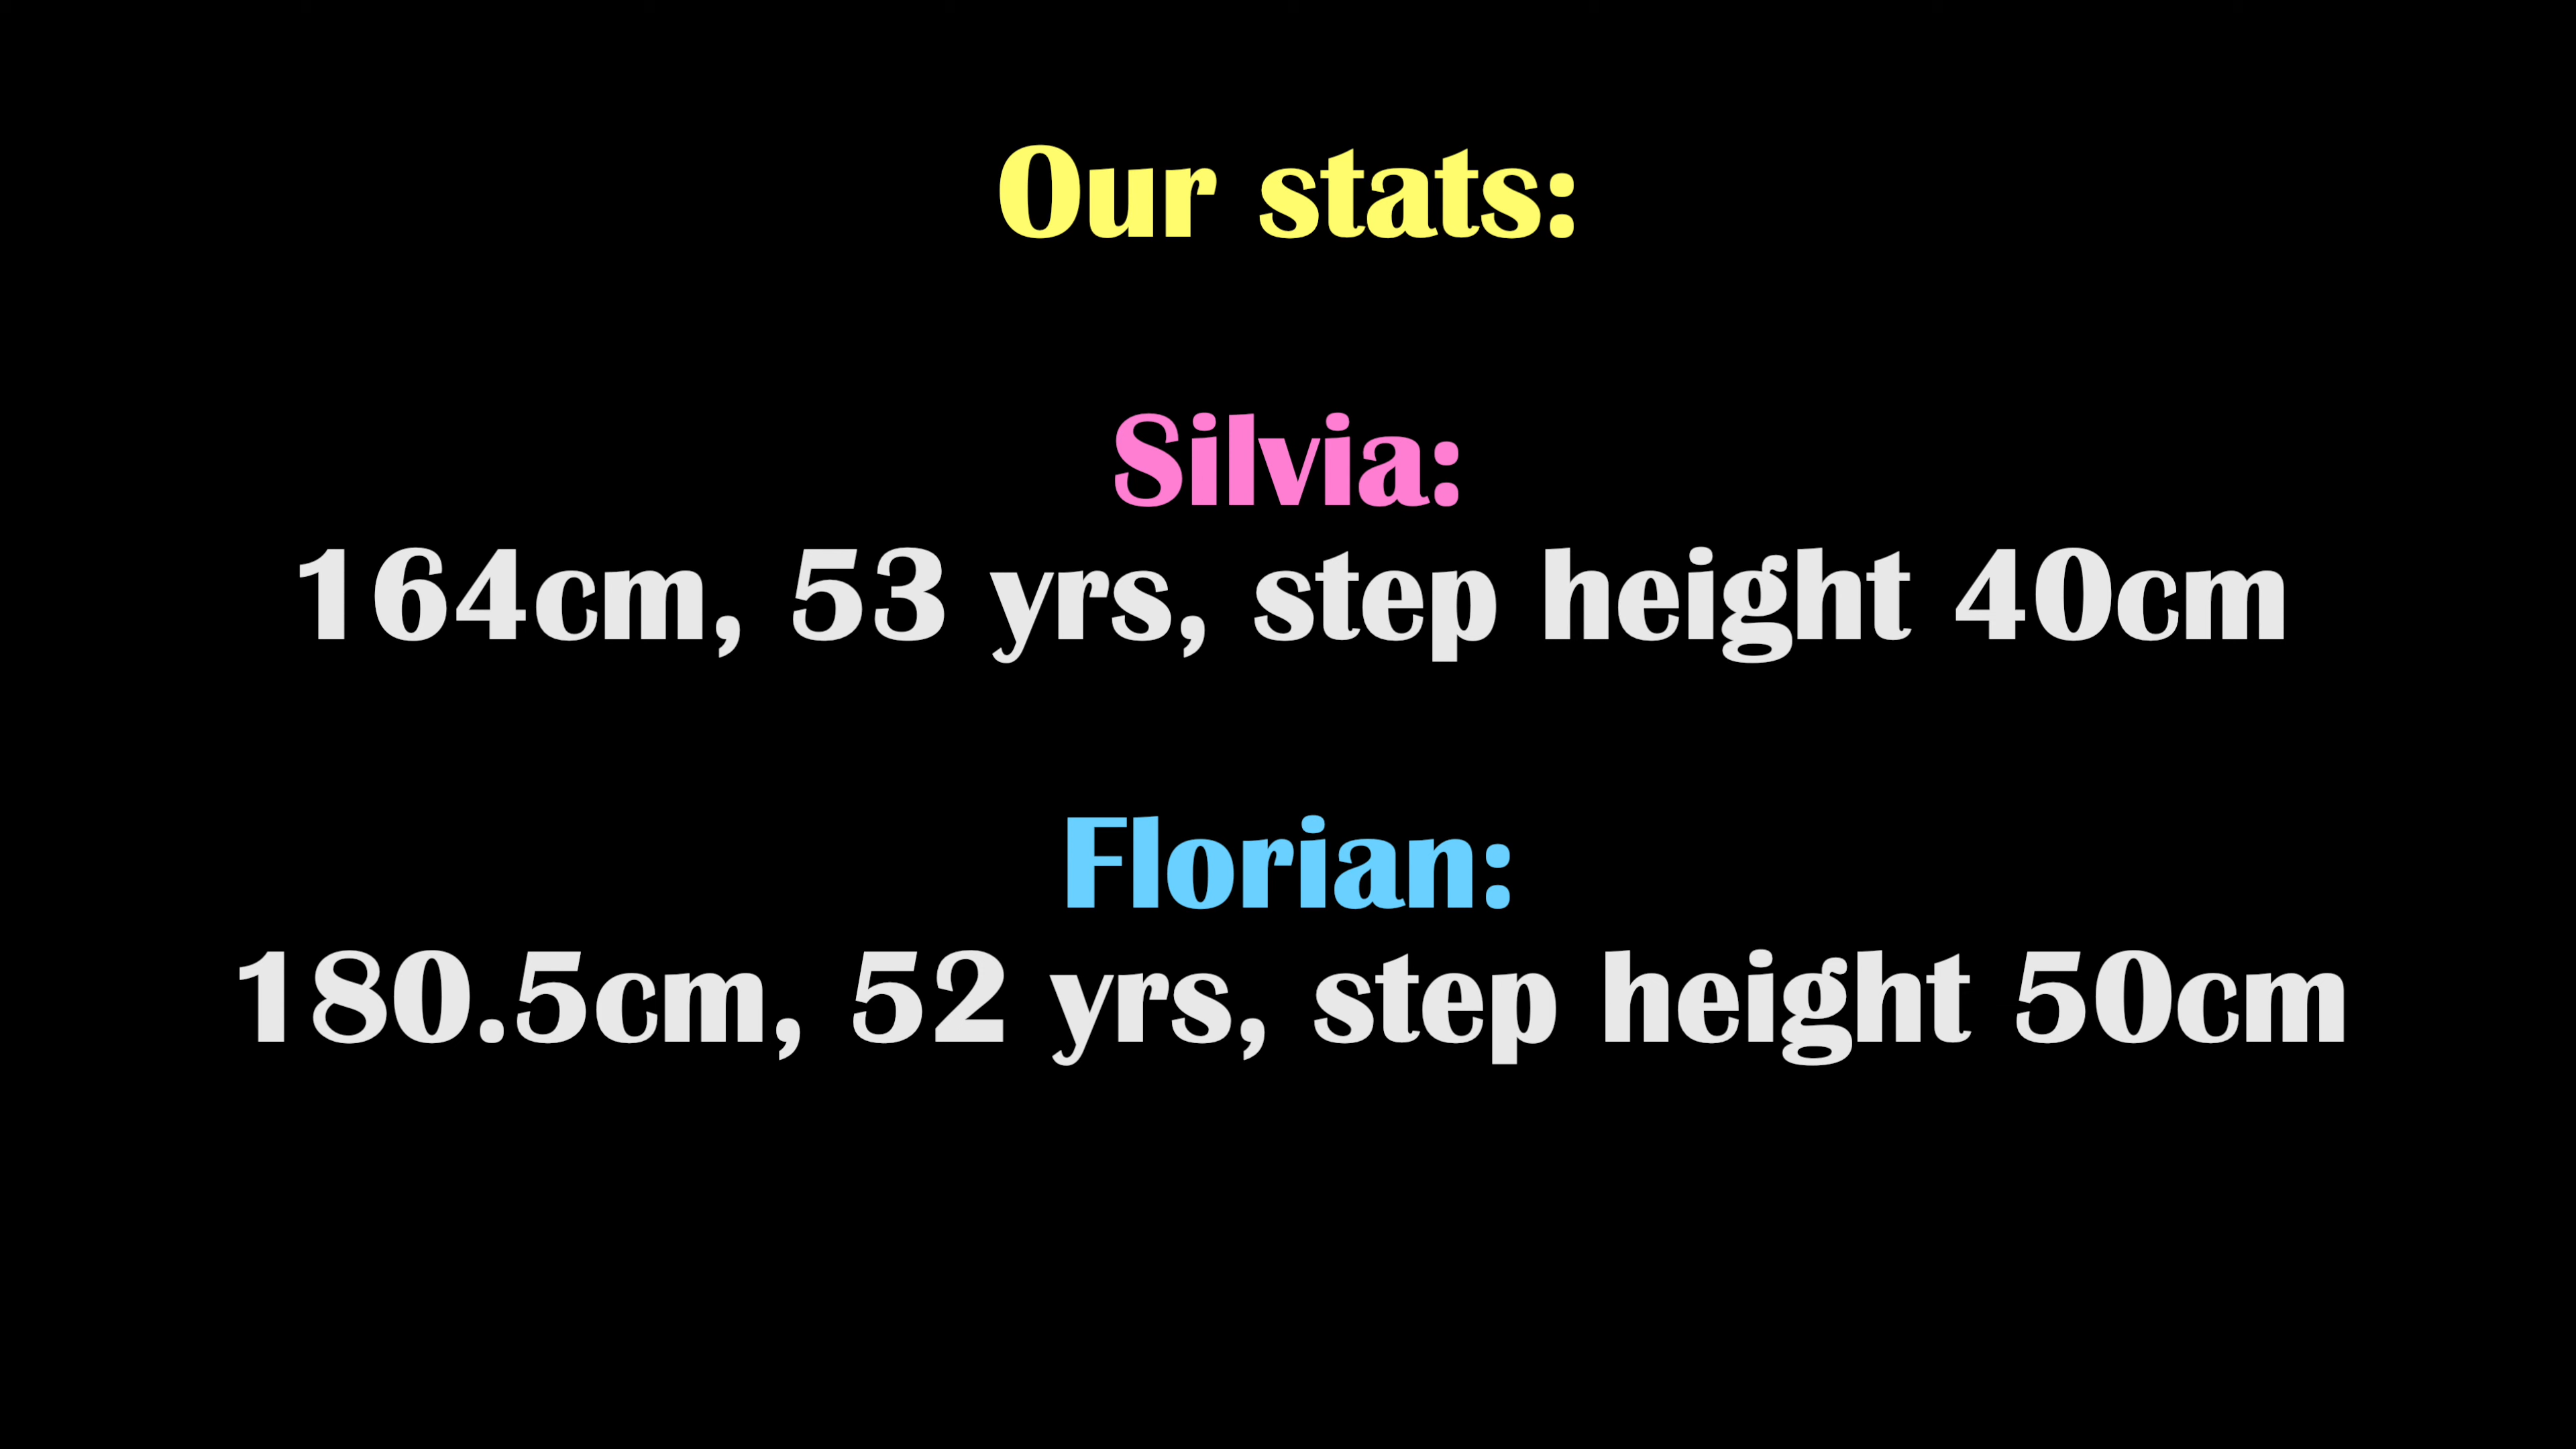 Our stats:
Silvia:
164cm, 53 yrs, step height 40cm
Florian:
180.5cm, 52 yrs, step height 50cm